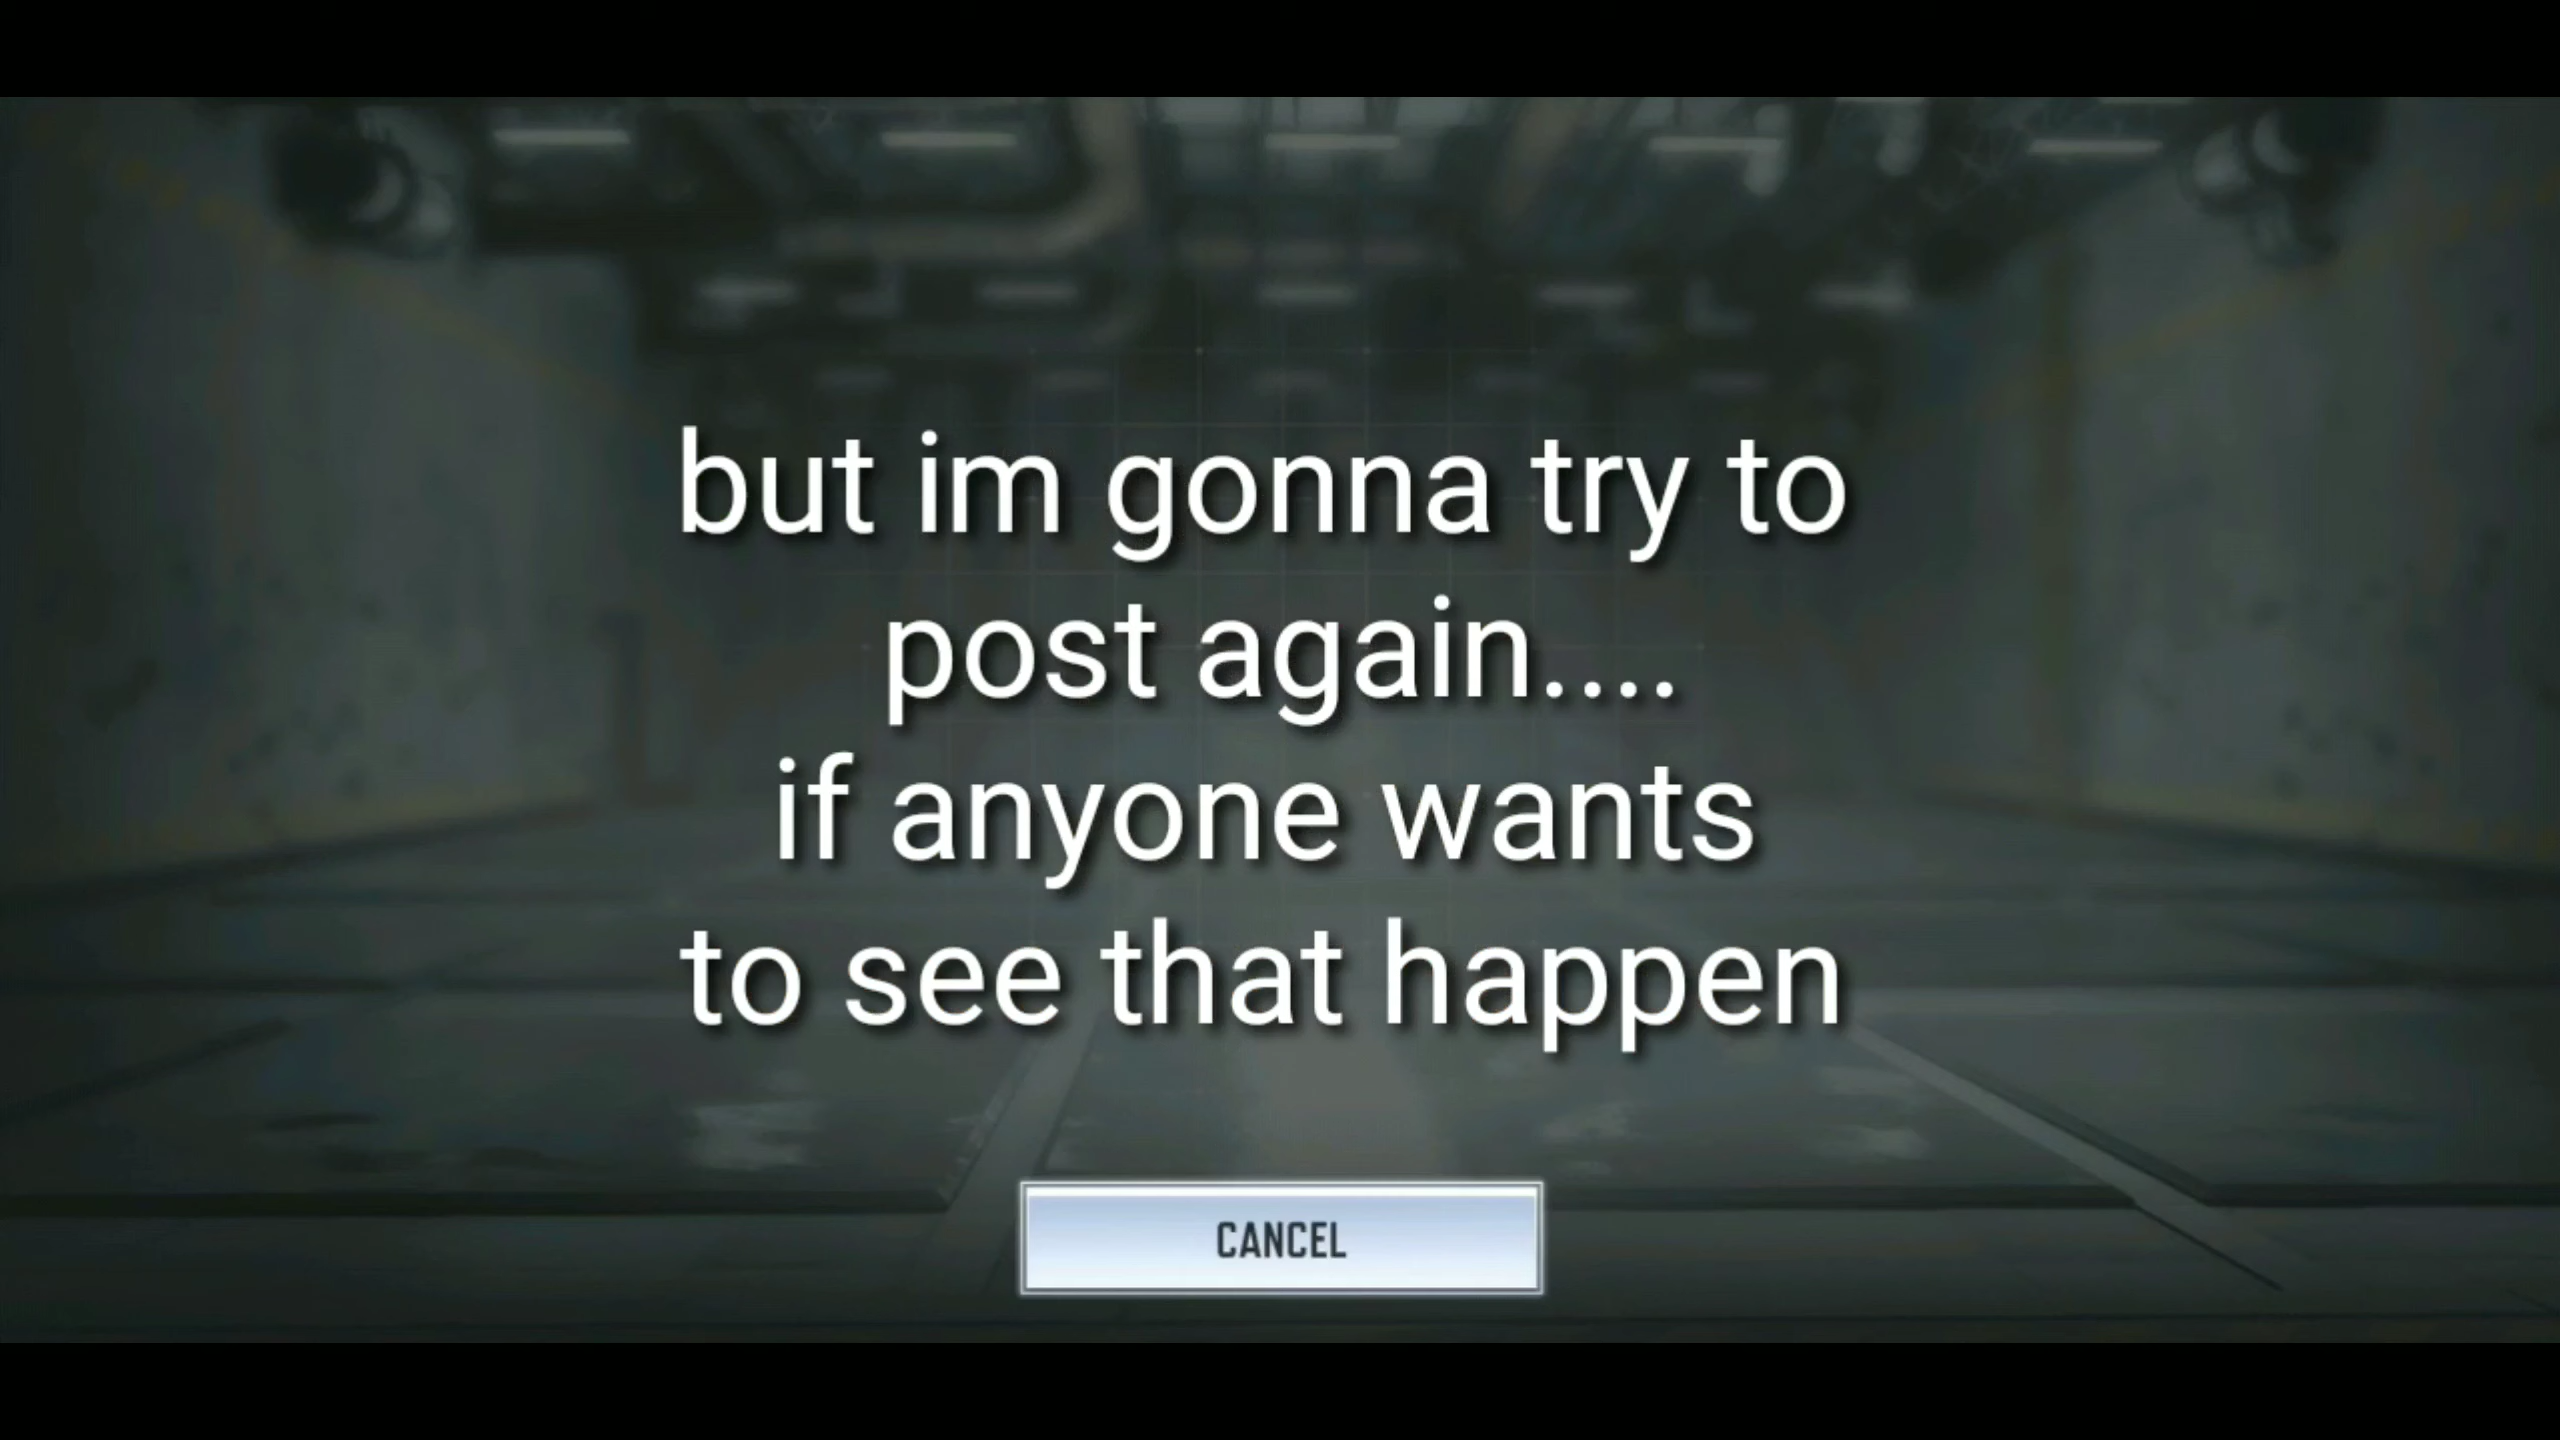 but im gonna try to
post again....
if anyone wants
to see that happen
CANCEL